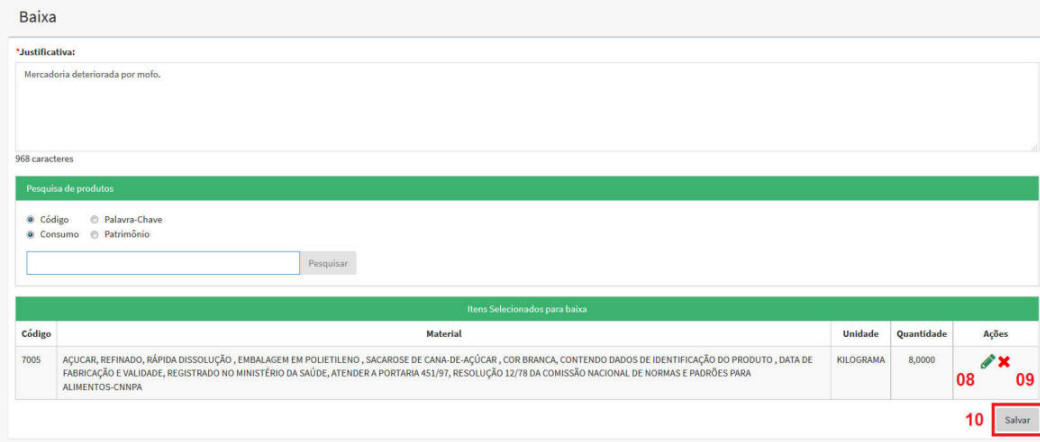 Baixa
*Justificativa:
Mercadoria deteriorada por mofo.
968 caracteres
Pesquisa de produtos
Código Palavra-Chave
Consumo Patrimônio
Pesquisar
Itens Selecionados para baixa
Código Material Unidade Quantidade Ações
7005 AÇUCAR, REFINADO, RÁPIDA DISSOLUÇÃO , EMBALAGEM EM POLIETILENO , SACAROSE DE CANA-DE-AÇÚCAR , COR BRANCA, CONTENDO DADOS DE IDENTIFICAÇÃO DO PRODUTO , DATA DE KILOGRAMA 8,0000
FABRICAÇÃO E VALIDADE, REGISTRADO NO MINISTÉRIO DA SAÚDE, ATENDER A PORTARIA 451/97, RESOLUÇÃO 12/78 DA COMISSÃO NACIONAL DE NORMAS E PADRÕES PARA
ALIMENTOS-CNNPA
08 09
10 Salvar